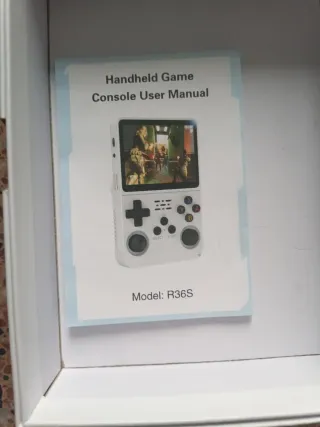 Handheld Game
Console User Manual
Model: R36S